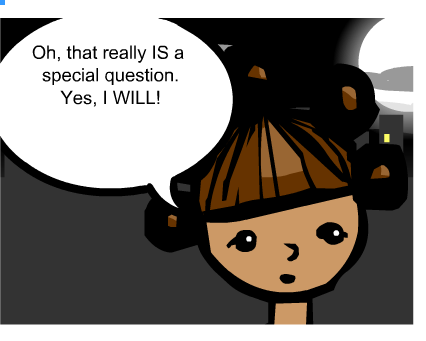 Oh, that really IS a
special question.
Yes, I WILL!